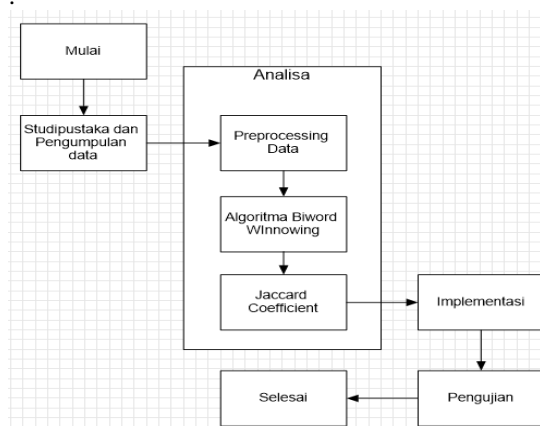 Mulai
Studipustaka dan
Pengumpulan
data
Analisa
Preprocessing
Data
Algoritma Biword
WInnowing
Jaccard
Coefficient
Implementasi
Pengujian
Selesai